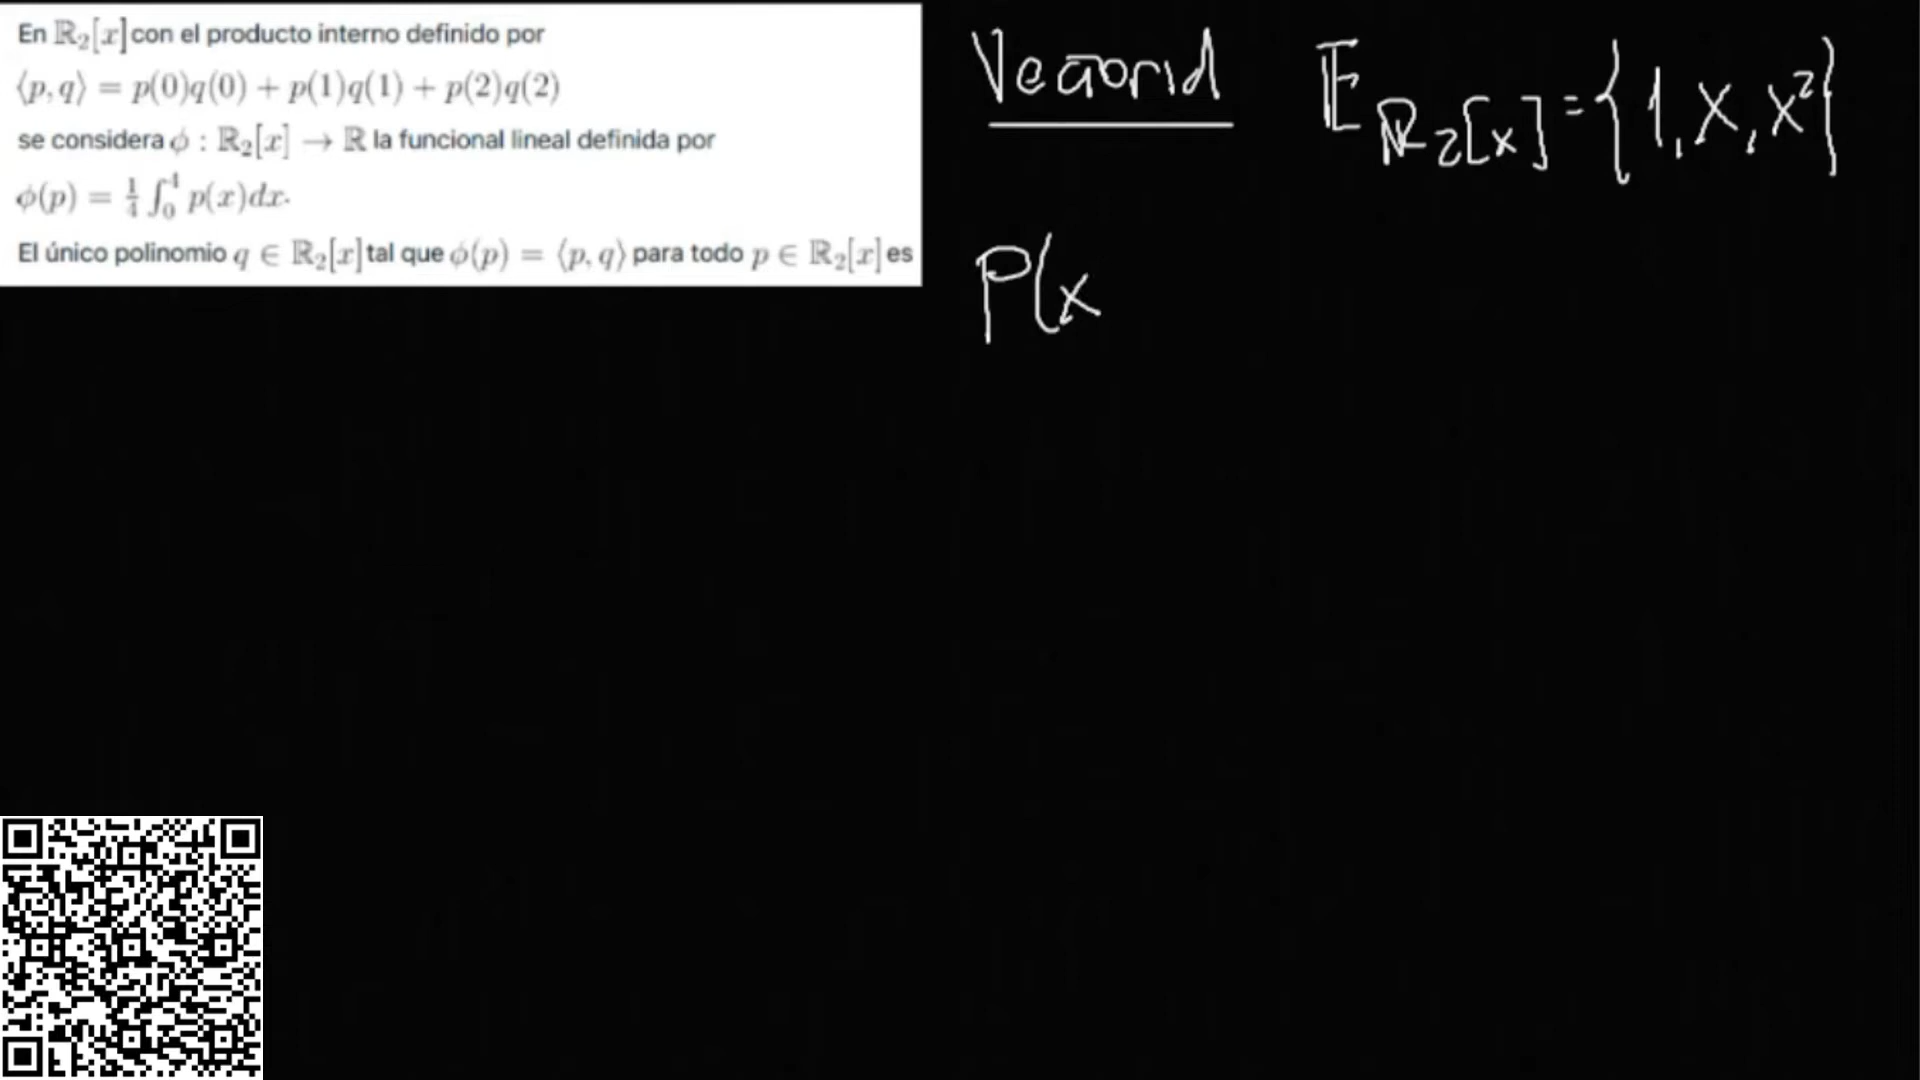 En ℝ₂[x] con el producto interno definido por
⟨p, q⟩ = p(0)q(0) + p(1)q(1) + p(2)q(2)
se considera ϕ : ℝ₂[x] → ℝ la funcional lineal definida por
ϕ(p) = 1/4 ∫₀⁴ p(x)dx.
El único polinomio q ∈ ℝ₂[x] tal que ϕ(p) = ⟨p, q⟩ para todo p ∈ ℝ₂[x] es
Vectorial E ℝ₂[x] = {1, x, x²}
P(x